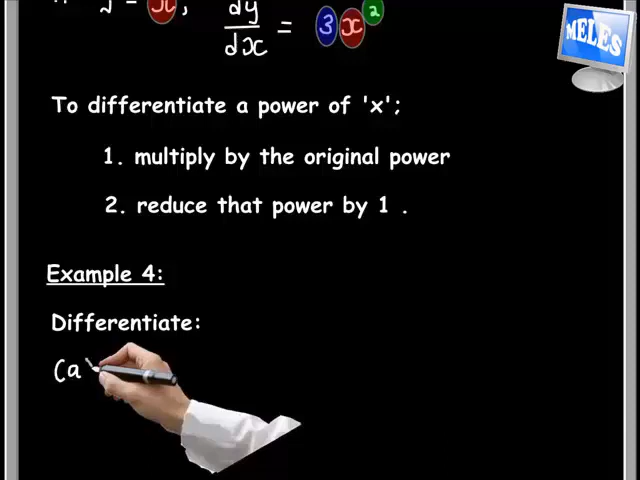 y = x, dy/dx = 3x²
MELES
To differentiate a power of 'x';
1. multiply by the original power
2. reduce that power by 1 .
Example 4:
Differentiate:
(a